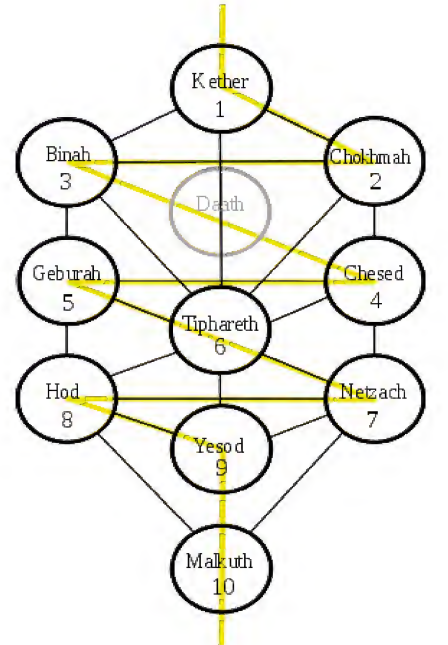 Kether
1
Binah
3
Chokhmah
2
Daath
Geburah
5
Chesed
4
Tiphareth
6
Hod
8
Netzach
7
Yesod
9
Malkuth
10